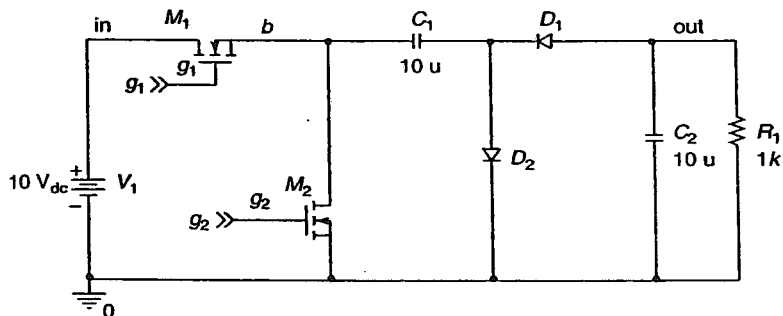 in
M₁
b
C₁
D₁
out
g₁
g₁
10 u
C₂
10 u
R₁
1k
D₂
M₂
g₂
g₂
10 V_dc
+
−
V₁
0